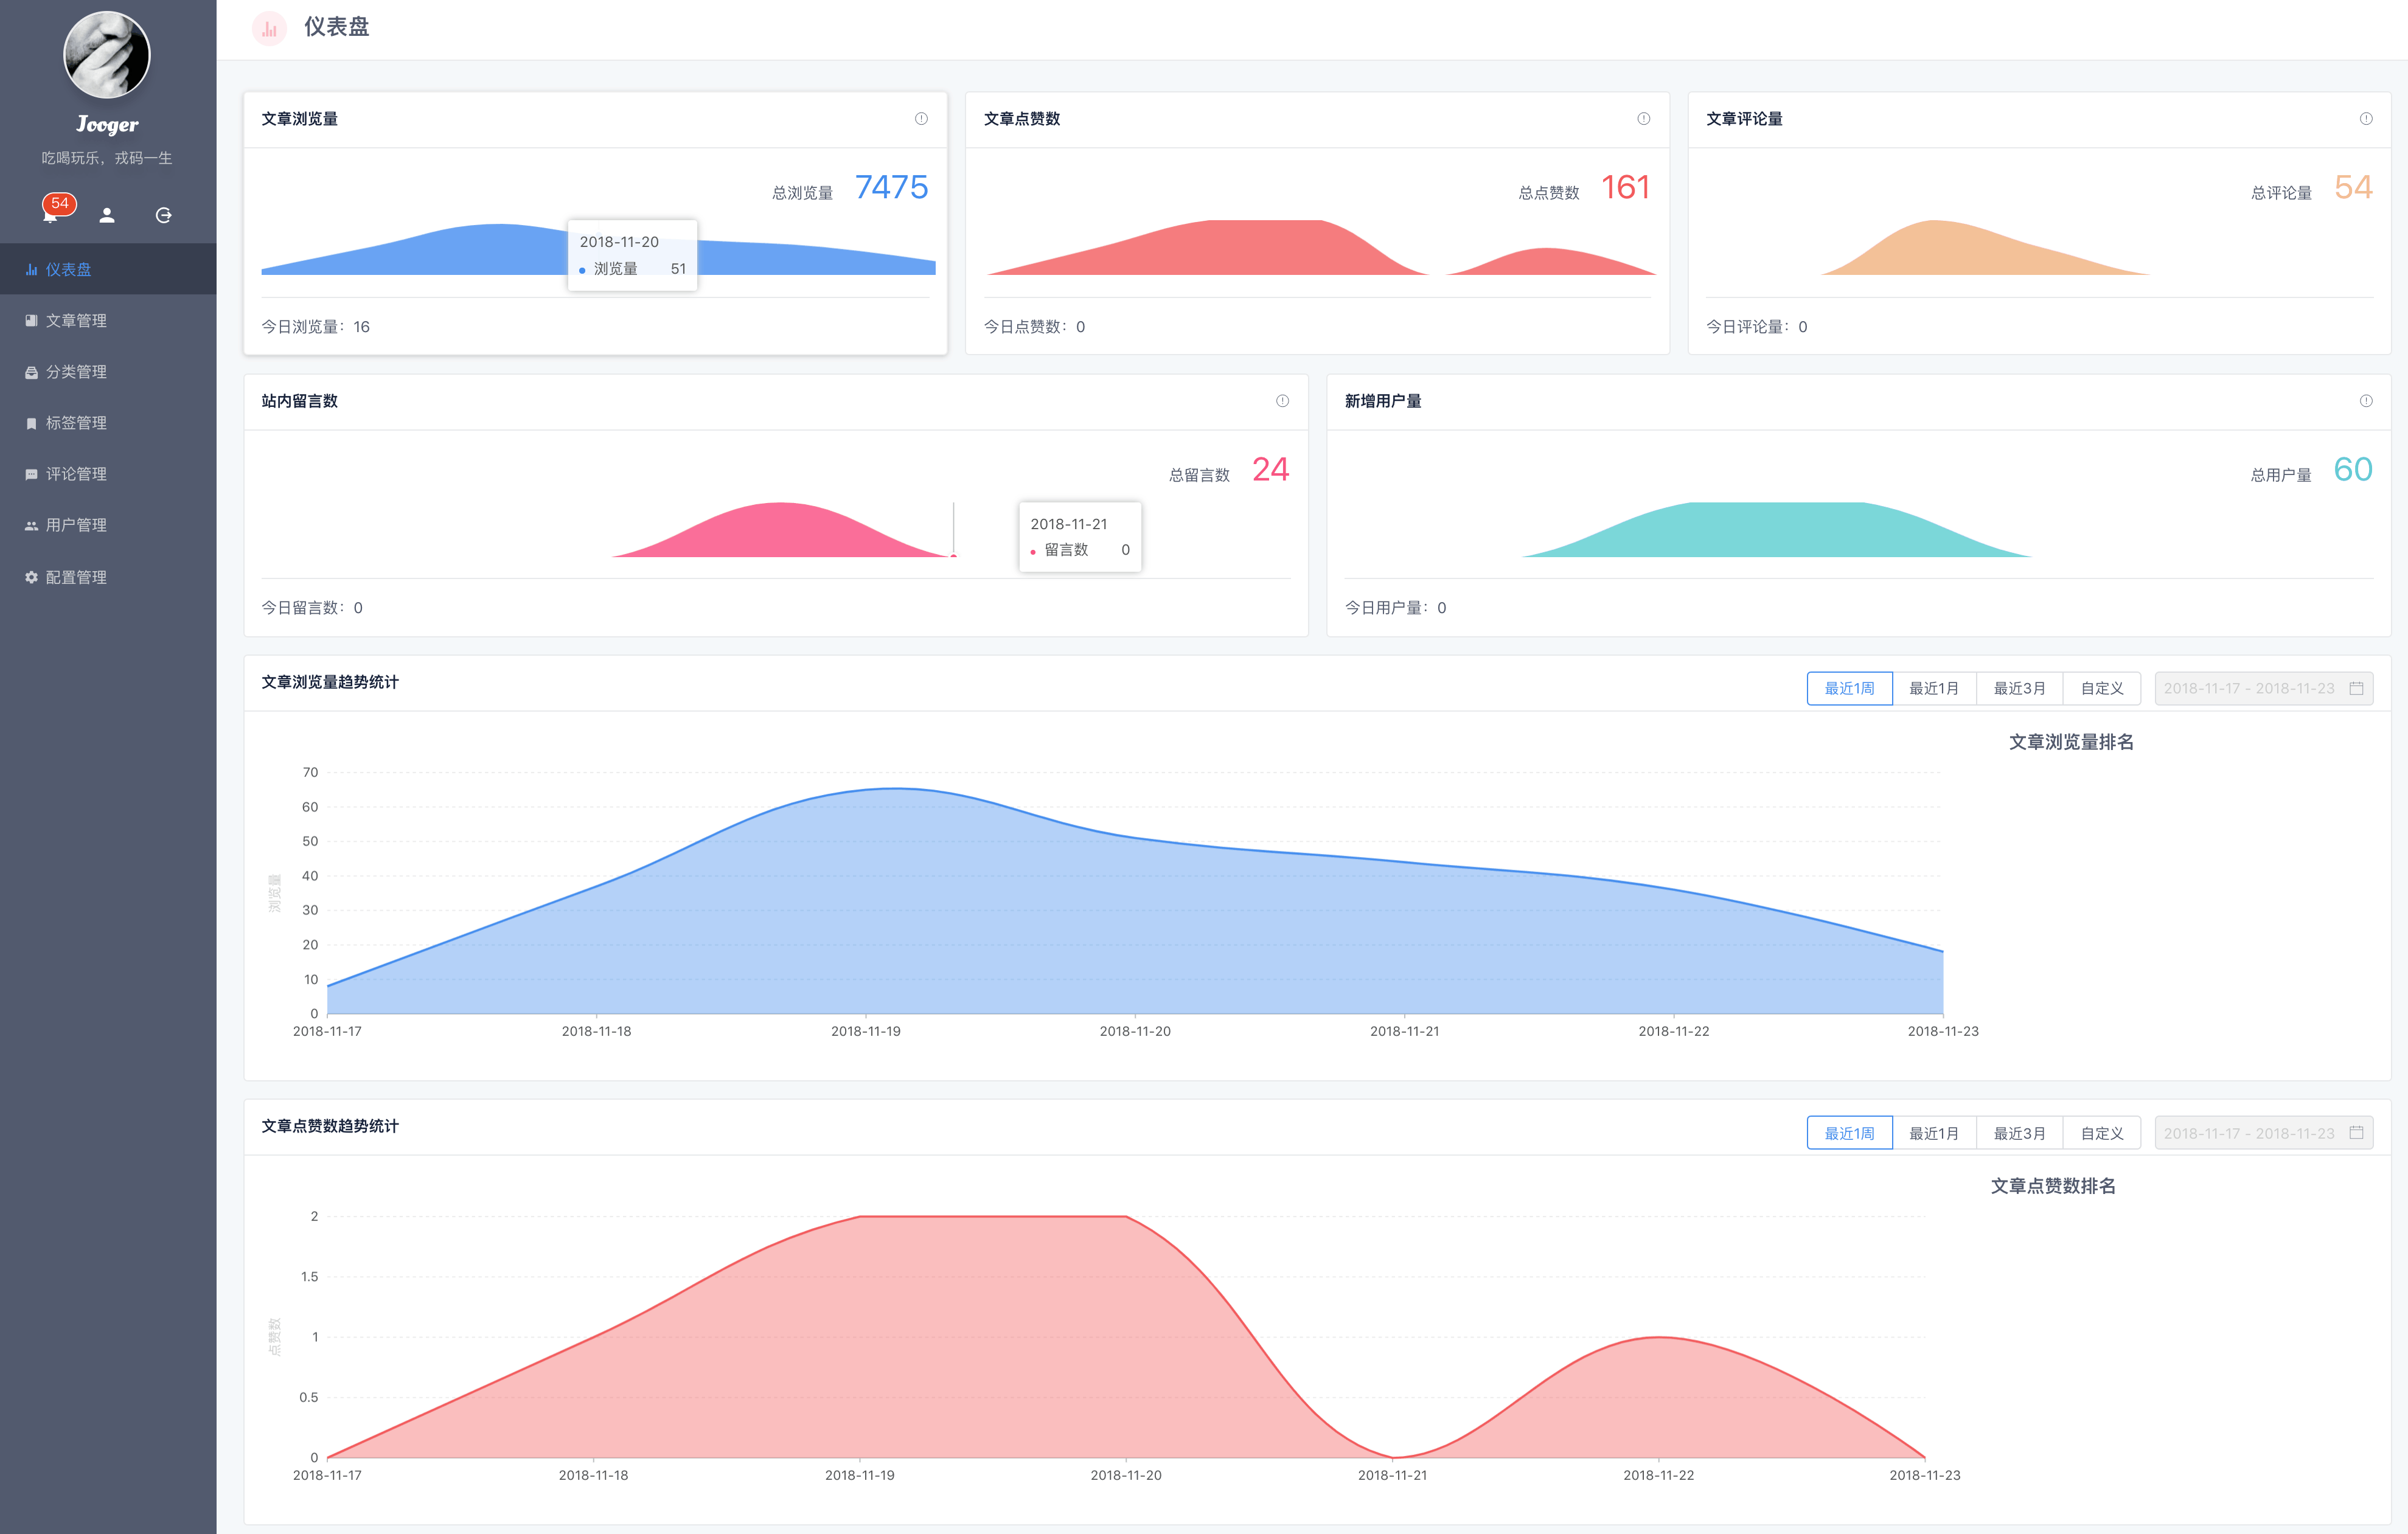 Jooger
吃喝玩乐，戎码一生
54
仪表盘
文章管理
分类管理
标签管理
评论管理
用户管理
配置管理
仪表盘
文章浏览量
总浏览量 7475
2018-11-20
浏览量 51
今日浏览量：16
文章点赞数
总点赞数 161
今日点赞数：0
文章评论量
总评论量 54
今日评论量：0
站内留言数
总留言数 24
2018-11-21
留言数 0
今日留言数：0
新增用户量
总用户量 60
今日用户量：0
文章浏览量趋势统计
最近1周 最近1月 最近3月 自定义 2018-11-17 - 2018-11-23
文章浏览量排名
浏览量
70
60
50
40
30
20
10
0
2018-11-17 2018-11-18 2018-11-19 2018-11-20 2018-11-21 2018-11-22 2018-11-23
文章点赞数趋势统计
最近1周 最近1月 最近3月 自定义 2018-11-17 - 2018-11-23
文章点赞数排名
点赞数
2
1.5
1
0.5
0
2018-11-17 2018-11-18 2018-11-19 2018-11-20 2018-11-21 2018-11-22 2018-11-23